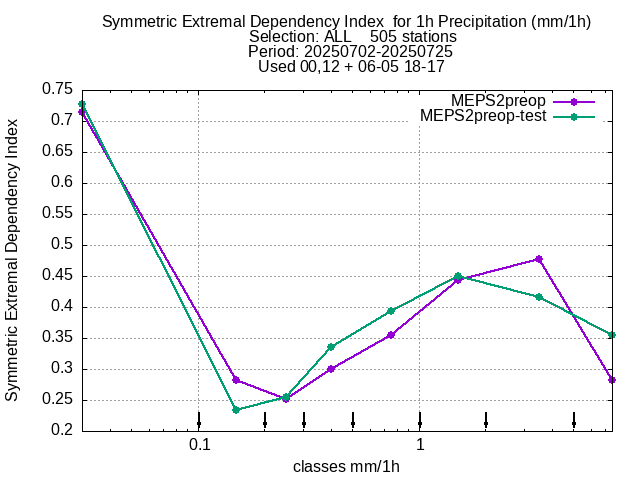 Symmetric Extremal Dependency Index  for 1h Precipitation (mm/1h)
Selection: ALL    505 stations
Period: 20250702-20250725
Used 00,12 + 06-05 18-17
MEPS2preop
MEPS2preop-test
Symmetric Extremal Dependency Index
0.75
0.7
0.65
0.6
0.55
0.5
0.45
0.4
0.35
0.3
0.25
0.2
0.1 1
classes mm/1h